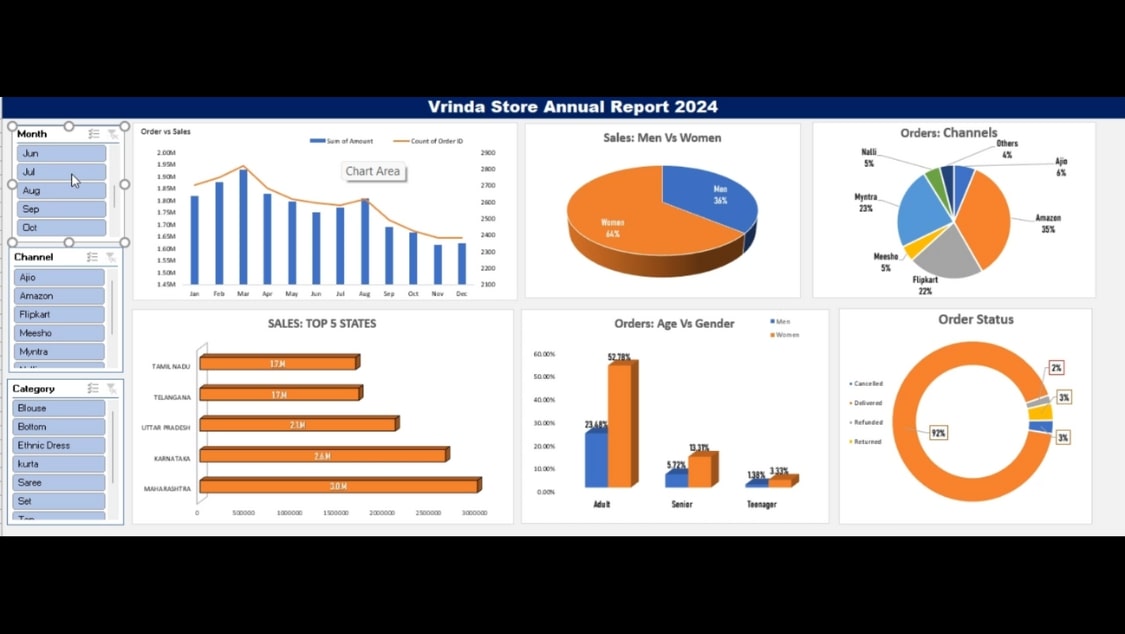 Vrinda Store Annual Report 2024
Month
Jun
Jul
Aug
Sep
Oct
Channel
Ajio
Amazon
Flipkart
Meesho
Myntra
Category
Blouse
Bottom
Ethnic Dress
kurta
Saree
Set
Order vs Sales
Sum of Amount
Count of Order ID
Chart Area
2.00M
1.95M
1.90M
1.85M
1.80M
1.75M
1.70M
1.65M
1.60M
1.55M
1.50M
1.45M
2900
2800
2700
2600
2500
2400
2300
2200
2100
Jan Feb Mar Apr May Jun Jul Aug Sep Oct Nov Dec
Sales: Men Vs Women
Men
36%
Women
64%
Orders: Channels
Others
4%
Nalli
5%
Ajio
6%
Myntra
23%
Amazon
35%
Meesho
5%
Flipkart
22%
SALES: TOP 5 STATES
TAMIL NADU 1.7.M
TELANGANA 1.7.M
UTTAR PRADESH 2.1.M
KARNATAKA 2.6.M
MAHARASHTRA 3.0.M
0 500000 1000000 1500000 2000000 2500000 3000000
Orders: Age Vs Gender
Men
Women
60.00%
50.00%
40.00%
30.00%
20.00%
10.00%
0.00%
52.78%
23.68%
5.72%
13.31%
1.38%
3.33%
Adult Senior Teenager
Order Status
Cancelled
Delivered
Refunded
Returned
2%
3%
92%
3%